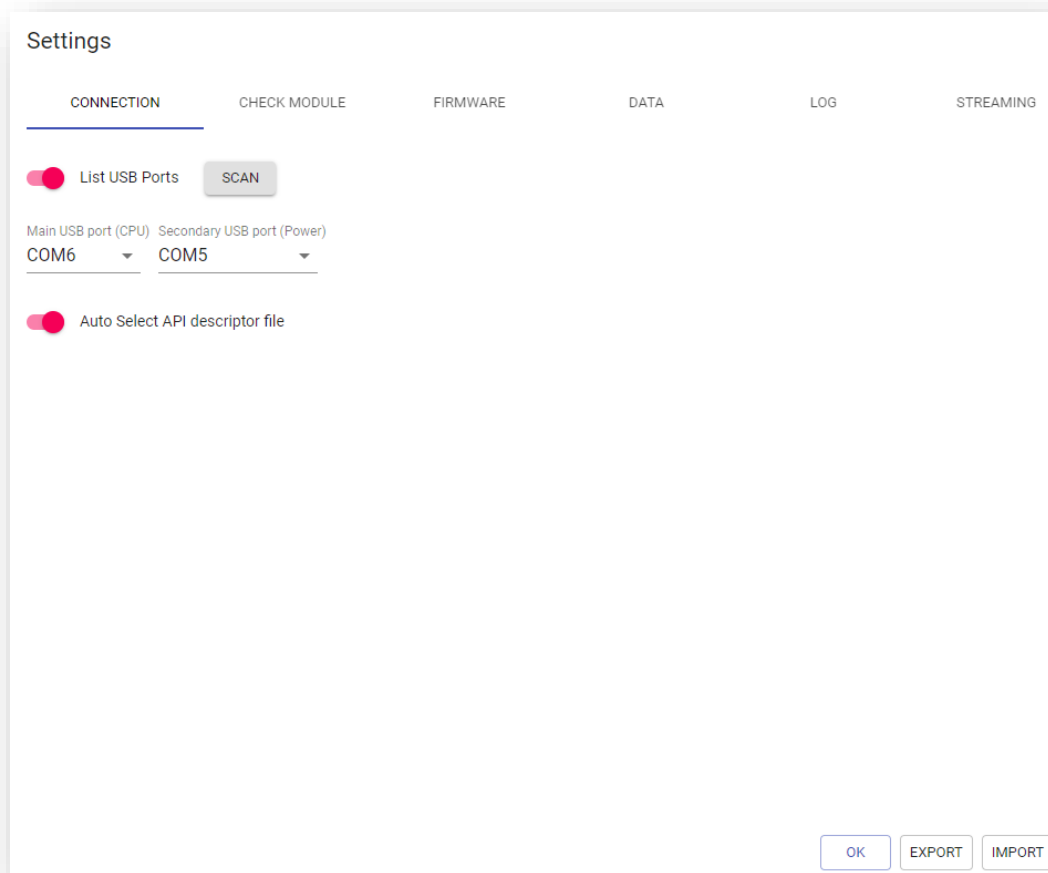 Settings
CONNECTION CHECK MODULE FIRMWARE DATA LOG STREAMING
List USB Ports SCAN
Main USB port (CPU) Secondary USB port (Power)
COM6 COM5
Auto Select API descriptor file
OK EXPORT IMPORT